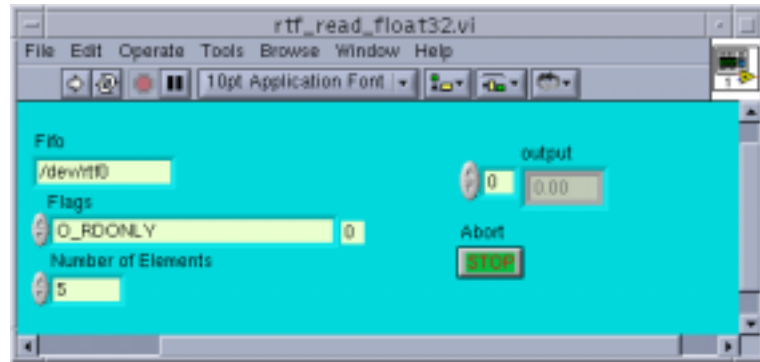 rtf_read_float32.vi
File Edit Operate Tools Browse Window Help
10pt Application Font
1
Fifo
/dev/rtf0
output
0 0.00
Flags
O_RDONLY 0
Abort
STOP
Number of Elements
5